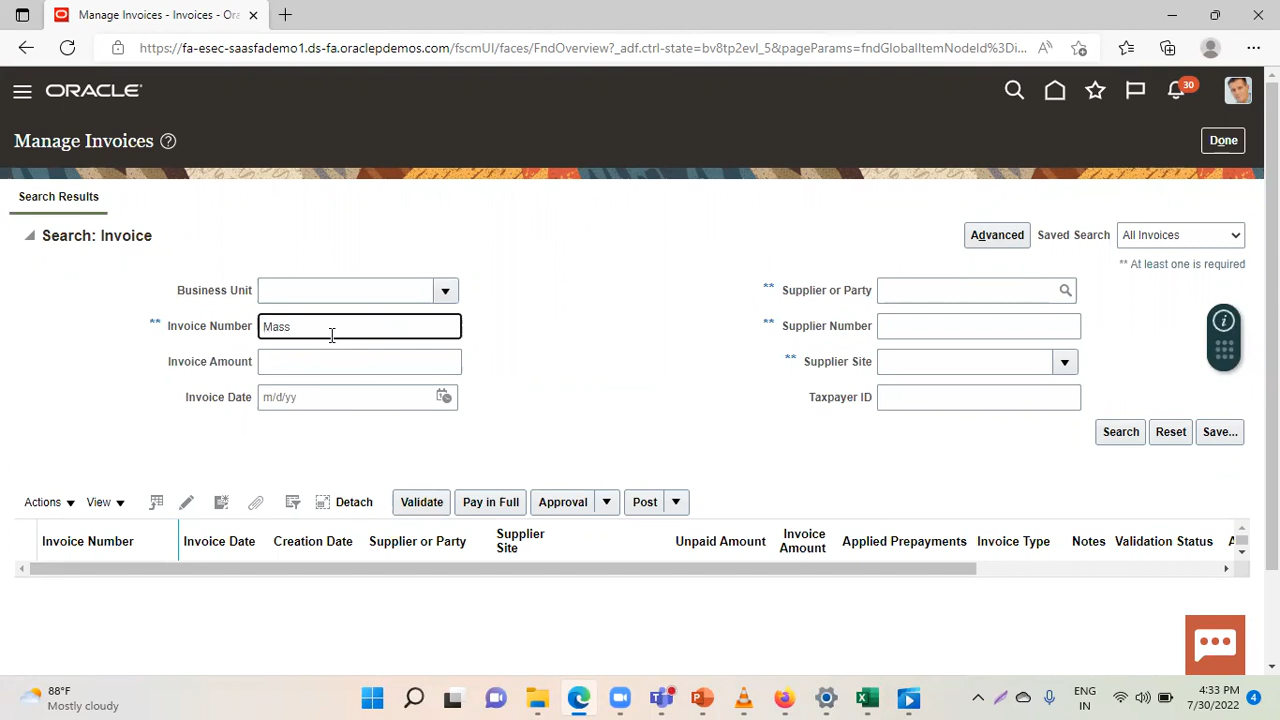 Manage Invoices - Invoices - Ora
https://fa-esec-saasfademo1.ds-fa.oraclepdemos.com/fscmUI/faces/FndOverview?_adf.ctrl-state=bv8tp2evl_5&pageParams=fndGlobalItemNodeId%3Di...
ORACLE
30
Manage Invoices
Done
Search Results
Search: Invoice
Advanced Saved Search All Invoices
** At least one is required
Business Unit
** Supplier or Party
** Invoice Number Mass
** Supplier Number
Invoice Amount
** Supplier Site
Invoice Date m/d/yy
Taxpayer ID
Search Reset Save...
Actions View Detach Validate Pay in Full Approval Post
Invoice Number Invoice Date Creation Date Supplier or Party Supplier Site Unpaid Amount Invoice Amount Applied Prepayments Invoice Type Notes Validation Status A
88°F
Mostly cloudy
ENG
IN
4:33 PM
7/30/2022
4